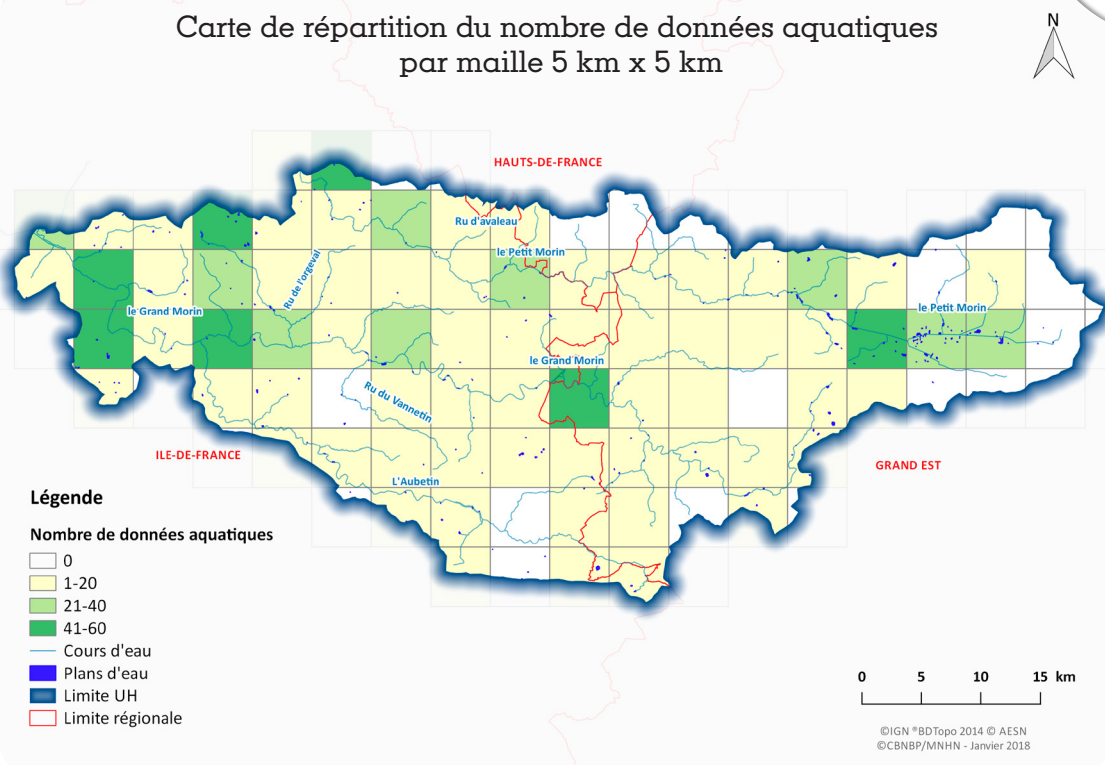 Carte de répartition du nombre de données aquatiques
par maille 5 km x 5 km
N
HAUTS-DE-FRANCE
Ru d'avaleau
le Petit Morin
Ru de l'orgeval
le Grand Morin
le Petit Morin
le Grand Morin
Ru du Vannetin
ILE-DE-FRANCE
GRAND EST
L'Aubetin
Légende
Nombre de données aquatiques
0
1-20
21-40
41-60
Cours d'eau
Plans d'eau
Limite UH
Limite régionale
0 5 10 15 km
©IGN ®BDTopo 2014 © AESN
©CBNBP/MNHN - Janvier 2018